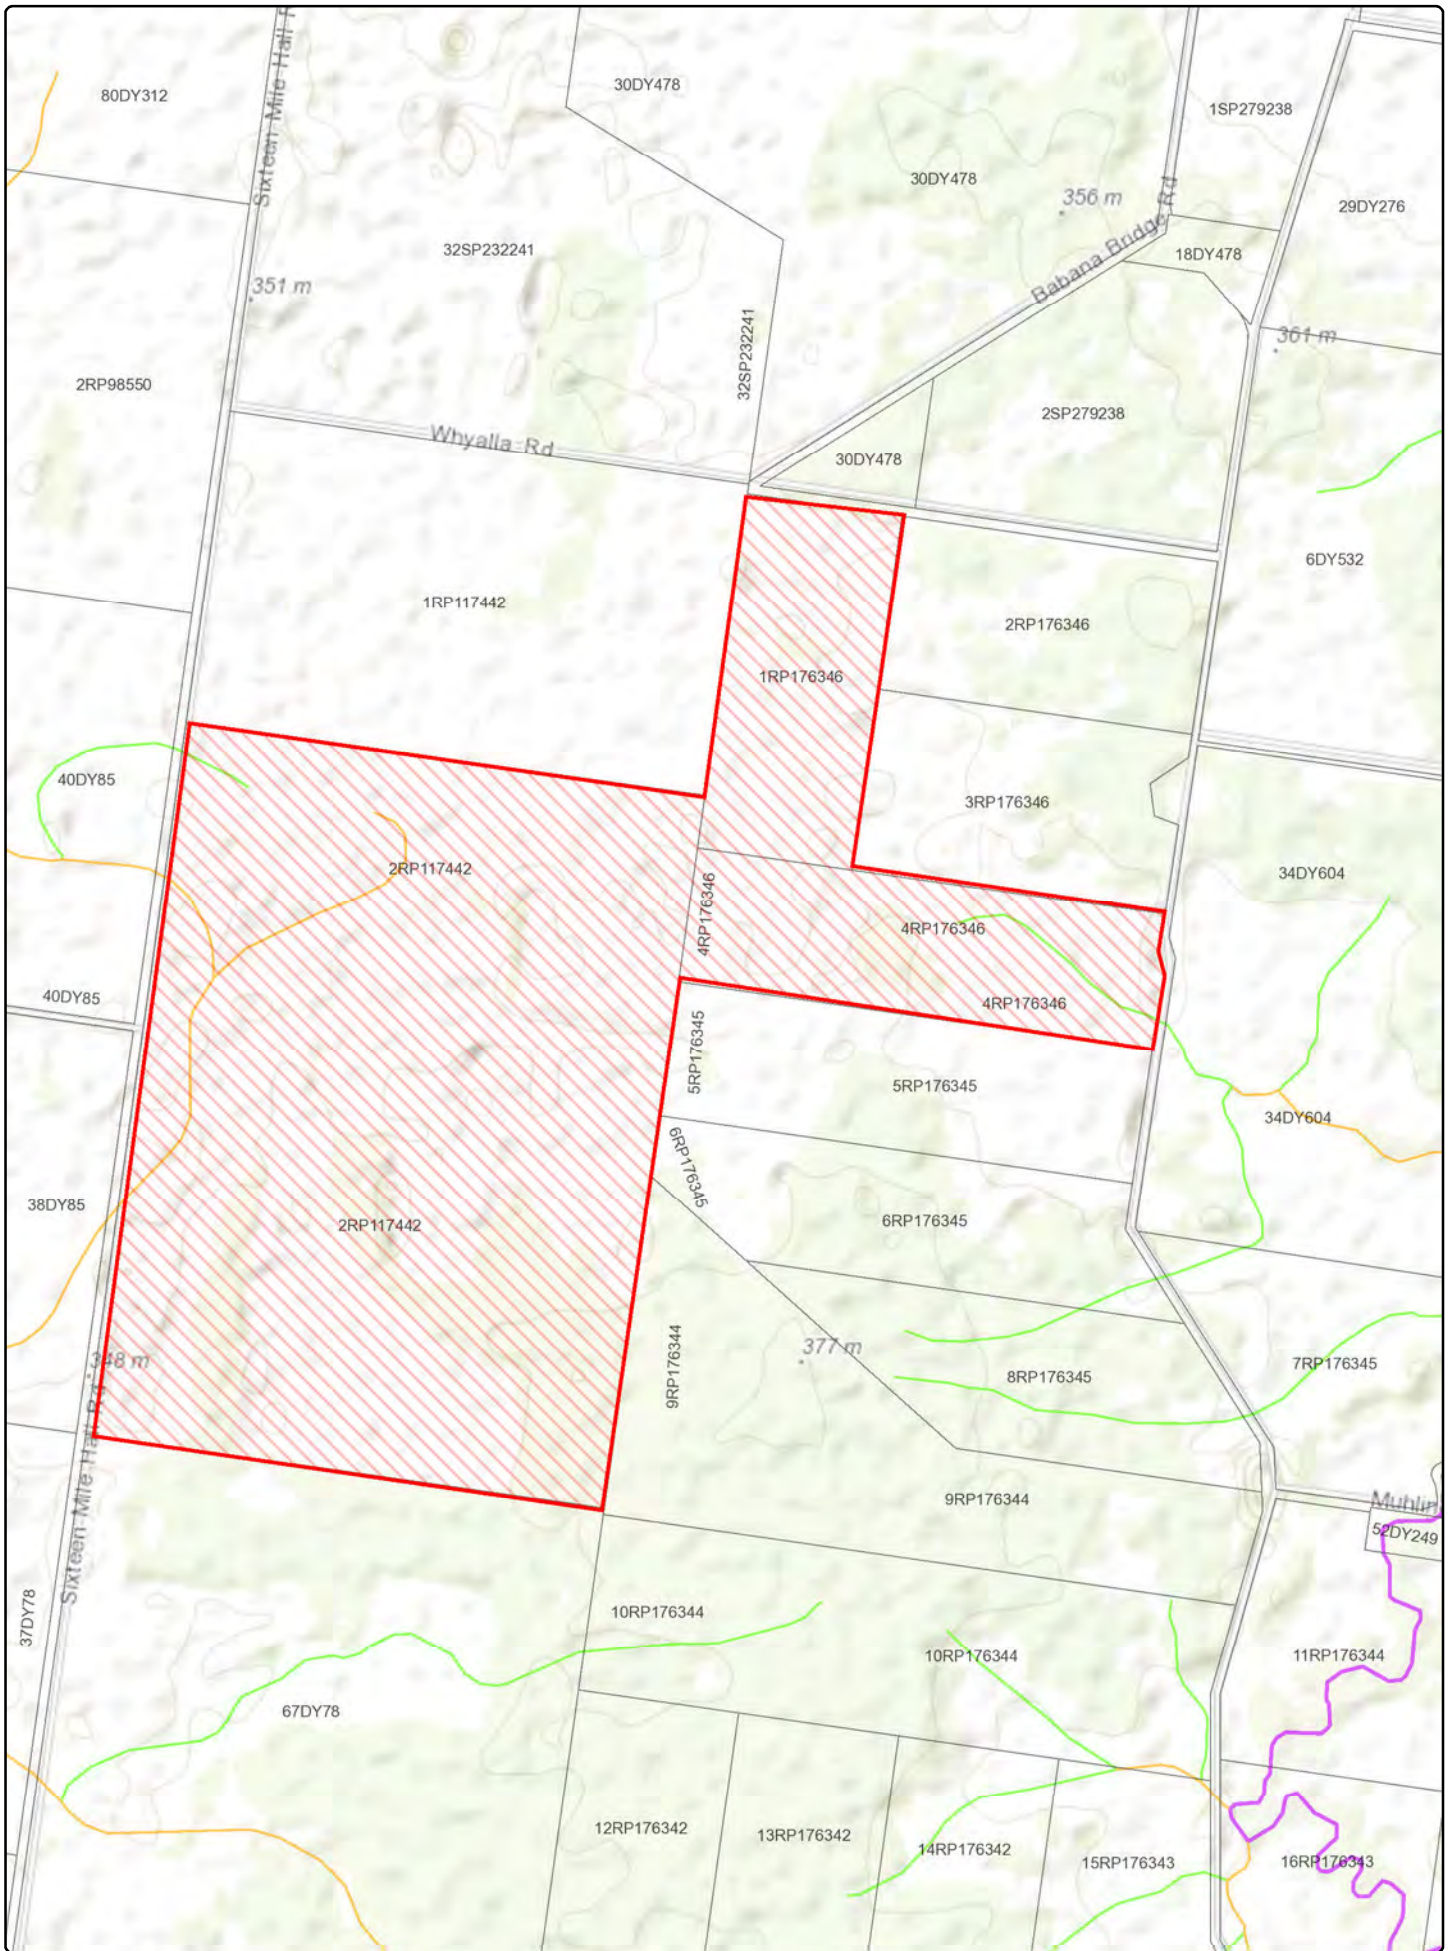 Sixteen Mile Hall R
80DY312
30DY478
1SP279238
30DY478
356 m
29DY276
32SP232241
18DY478
Babana Bridge Rd
351 m
361 m
32SP232241
2RP98550
2SP279238
Whyalla Rd
30DY478
6DY532
1RP117442
2RP176346
1RP176346
40DY85
3RP176346
2RP117442
34DY604
4RP176346
4RP176346
40DY85
4RP176346
5RP176345
5RP176345
34DY604
6RP176345
38DY85
2RP117442
6RP176345
9RP176344
377 m
348 m
7RP176345
8RP176345
Sixteen Mile Hall Rd
9RP176344
Muhlin
52DY249
37DY78
10RP176344
10RP176344
11RP176344
67DY78
12RP176342
13RP176342
14RP176342
15RP176343
16RP176343